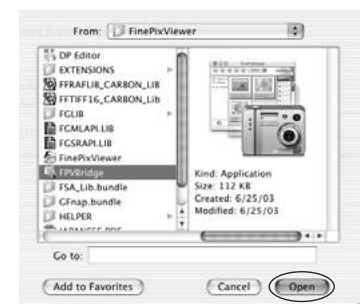 From: FinePixViewer
DP Editor
EXTENSIONS
FFRAFLIB_CARBON_LIB
FFTIFF16_CARBON_Lib
FGLIB
FGMLAPI.LIB
FGSRAPI.LIB
FinePixViewer
FPVBridge
FSA_Lib.bundle
GFnap.bundle
HELPER
JAPANESE.PDF
Kind: Application
Size: 112 KB
Created: 6/25/03
Modified: 6/25/03
Go to:
Add to Favorites
Cancel
Open